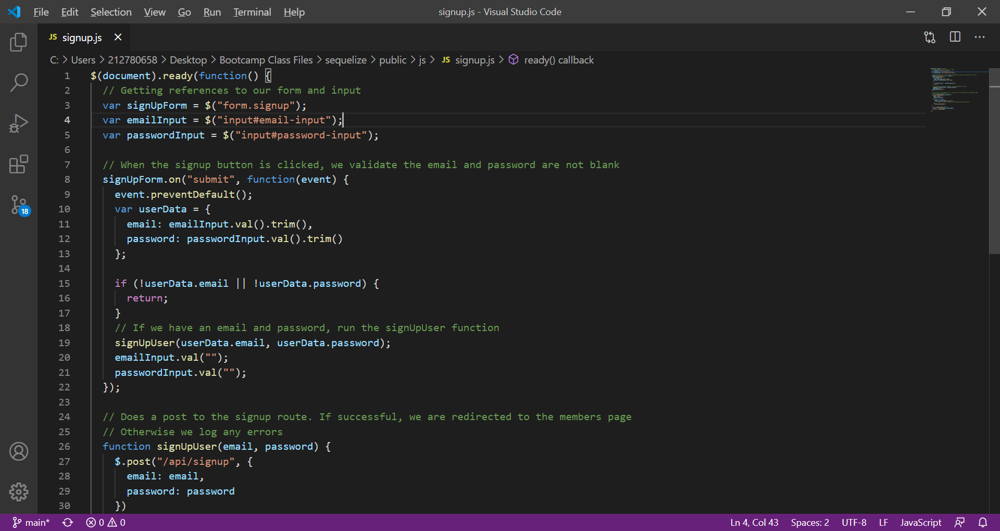 File Edit Selection View Go Run Terminal Help signup.js - Visual Studio Code
JS signup.js
C: > Users > 212780658 > Desktop > Bootcamp Class Files > sequelize > public > js > JS signup.js > ready() callback
1 $(document).ready(function() {
2 // Getting references to our form and input
3 var signUpForm = $("form.signup");
4 var emailInput = $("input#email-input");
5 var passwordInput = $("input#password-input");
6
7 // When the signup button is clicked, we validate the email and password are not blank
8 signUpForm.on("submit", function(event) {
9 event.preventDefault();
10 var userData = {
11 email: emailInput.val().trim(),
12 password: passwordInput.val().trim()
13 };
14
15 if (!userData.email || !userData.password) {
16 return;
17 }
18 // If we have an email and password, run the signUpUser function
19 signUpUser(userData.email, userData.password);
20 emailInput.val("");
21 passwordInput.val("");
22 });
23
24 // Does a post to the signup route. If successful, we are redirected to the members page
25 // Otherwise we log any errors
26 function signUpUser(email, password) {
27 $.post("/api/signup", {
28 email: email,
29 password: password
30 })
18
main* 0 0 Ln 4, Col 43 Spaces: 2 UTF-8 LF JavaScript